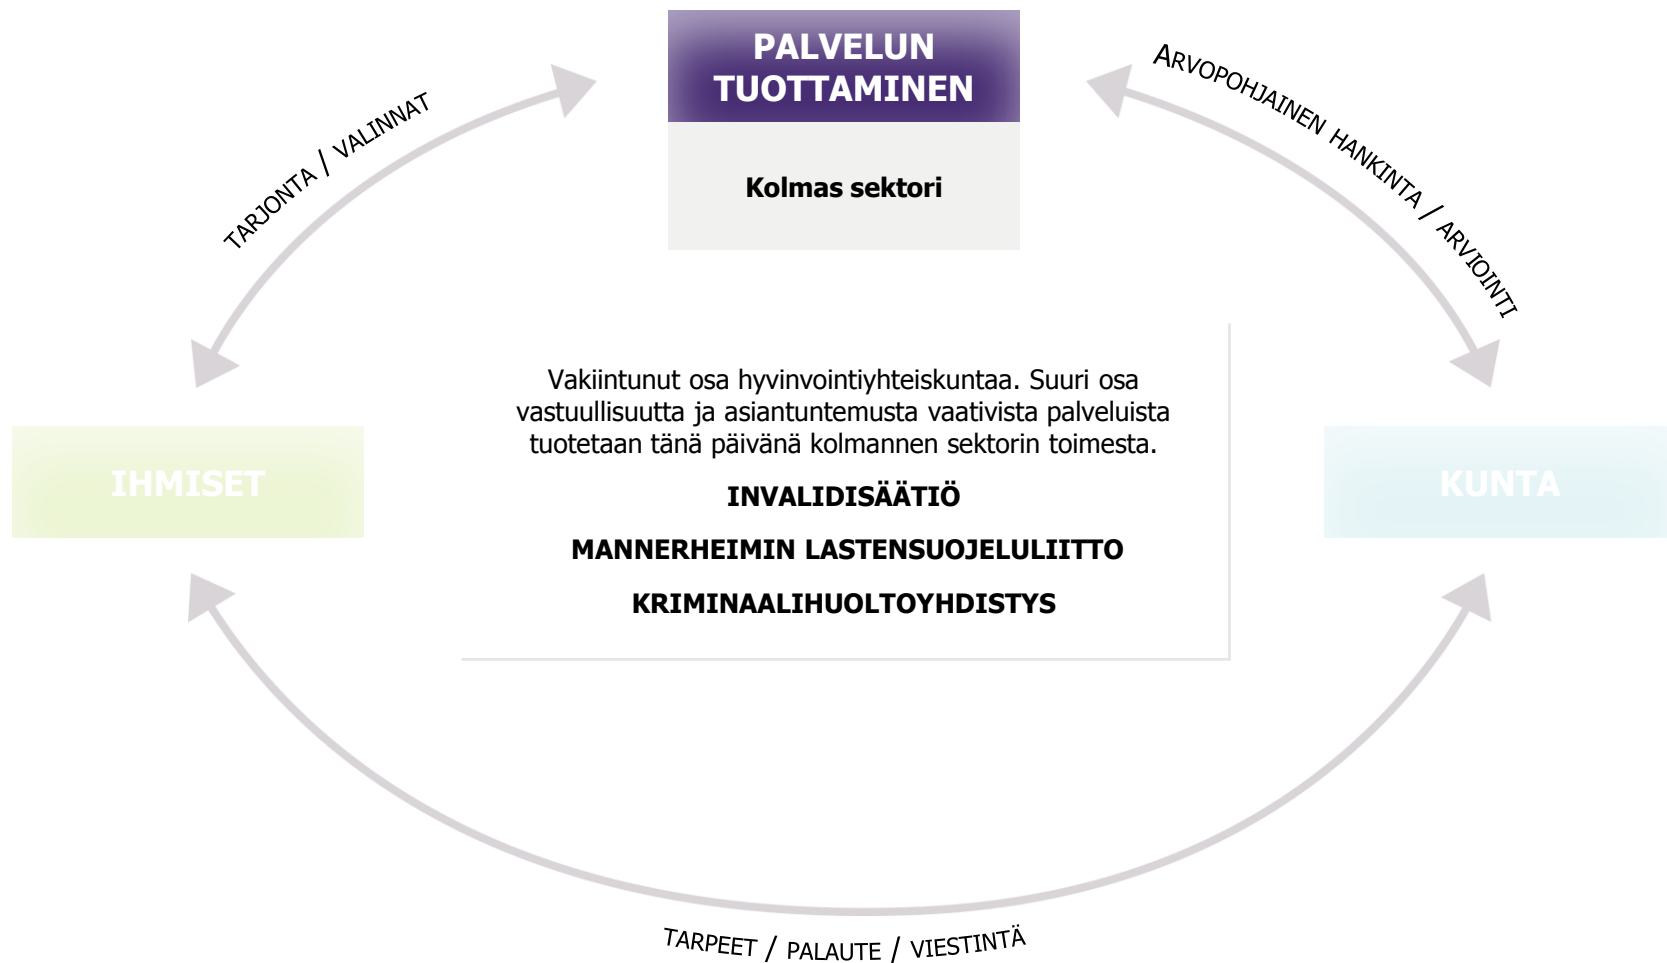 PALVELUN
TUOTTAMINEN
Kolmas sektori
TARJONTA / VALINNAT
ARVOPOHJAINEN HANKINTA / ARVIOINTI
Vakiintunut osa hyvinvointiyhteiskuntaa. Suuri osa
vastuullisuutta ja asiantuntemusta vaativista palveluista
tuotetaan tänä päivänä kolmannen sektorin toimesta.
INVALIDISÄÄTIÖ
MANNERHEIMIN LASTENSUOJELULIITTO
KRIMINAALIHUOLTOYHDISTYS
IHMISET
KUNTA
TARPEET / PALAUTE / VIESTINTÄ